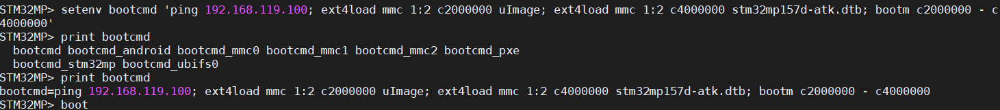 STM32MP> setenv bootcmd 'ping 192.168.119.100; ext4load mmc 1:2 c2000000 uImage; ext4load mmc 1:2 c4000000 stm32mp157d-atk.dtb; bootm c2000000 - c
4000000'
STM32MP> print bootcmd
  bootcmd bootcmd_android bootcmd_mmc0 bootcmd_mmc1 bootcmd_mmc2 bootcmd_pxe
  bootcmd_stm32mp bootcmd_ubifs0
STM32MP> print bootcmd
bootcmd=ping 192.168.119.100; ext4load mmc 1:2 c2000000 uImage; ext4load mmc 1:2 c4000000 stm32mp157d-atk.dtb; bootm c2000000 - c4000000
STM32MP> boot